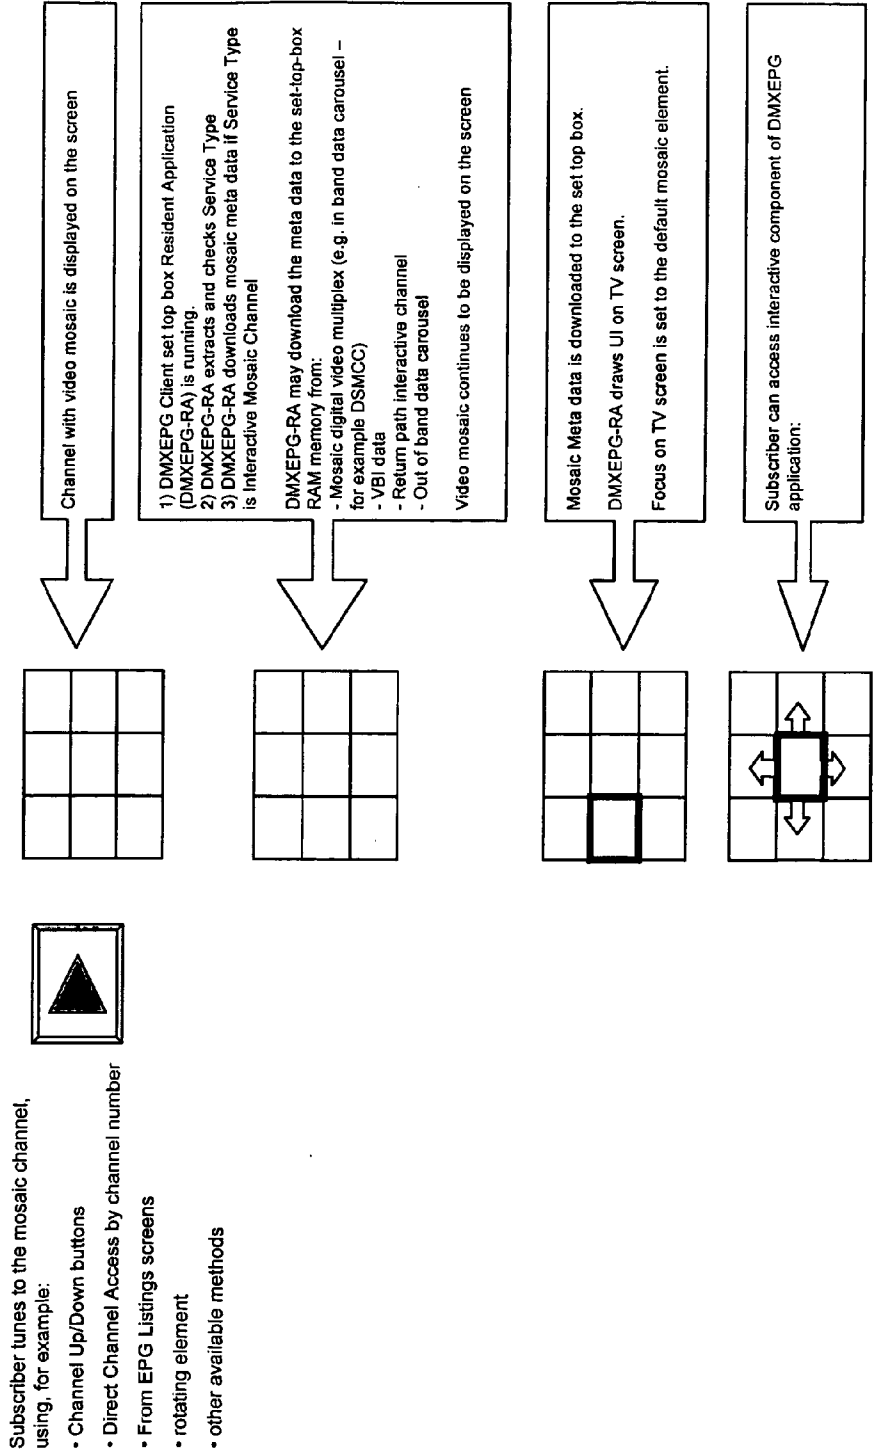 Subscriber tunes to the mosaic channel,
using, for example:
• Channel Up/Down buttons
• Direct Channel Access by channel number
• From EPG Listings screens
• rotating element
• other available methods
Channel with video mosaic is displayed on the screen
1) DMXEPG Client set top box Resident Application
(DMXEPG-RA) is running.
2) DMXEPG-RA extracts and checks Service Type
3) DMXEPG-RA downloads mosaic meta data if Service Type
is Interactive Mosaic Channel
DMXEPG-RA may download the meta data to the set-top-box
RAM memory from:
- Mosaic digital video multiplex (e.g. in band data carousel –
for example DSMCC)
- VBI data
- Return path interactive channel
- Out of band data carousel
Video mosaic continues to be displayed on the screen
Mosaic Meta data is downloaded to the set top box.
DMXEPG-RA draws UI on TV screen.
Focus on TV screen is set to the default mosaic element.
Subscriber can access interactive component of DMXEPG
application: